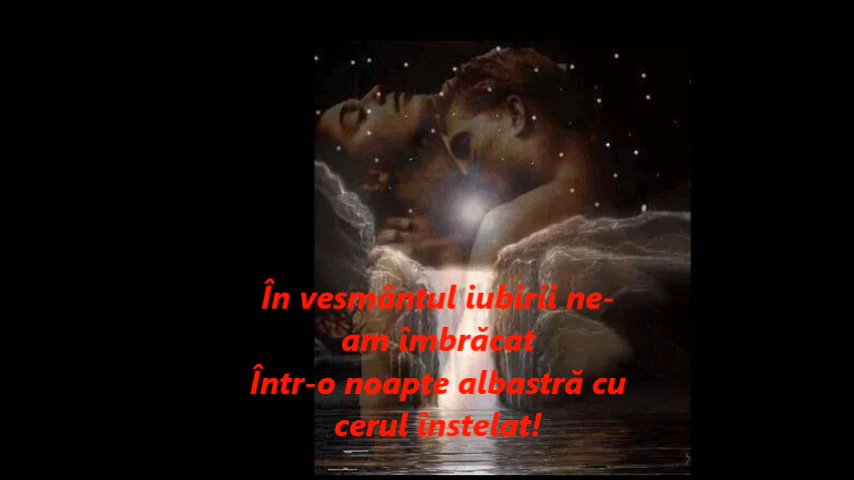 În vesmântul iubirii ne-
am îmbrăcat
Într-o noapte albastră cu
cerul înstelat!